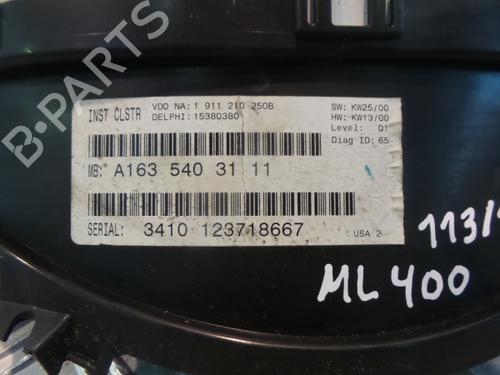 INST CLSTR
VDO NA: 1 911 210 250B
DELPHI: 15380380
SW: KW25/00
HW: KW13/00
Level: Q1
Diag ID: 65
MB: A163 540 31 11
SERIAL: 3410 123718667
USA 2
113/
ML 400
B-PARTS